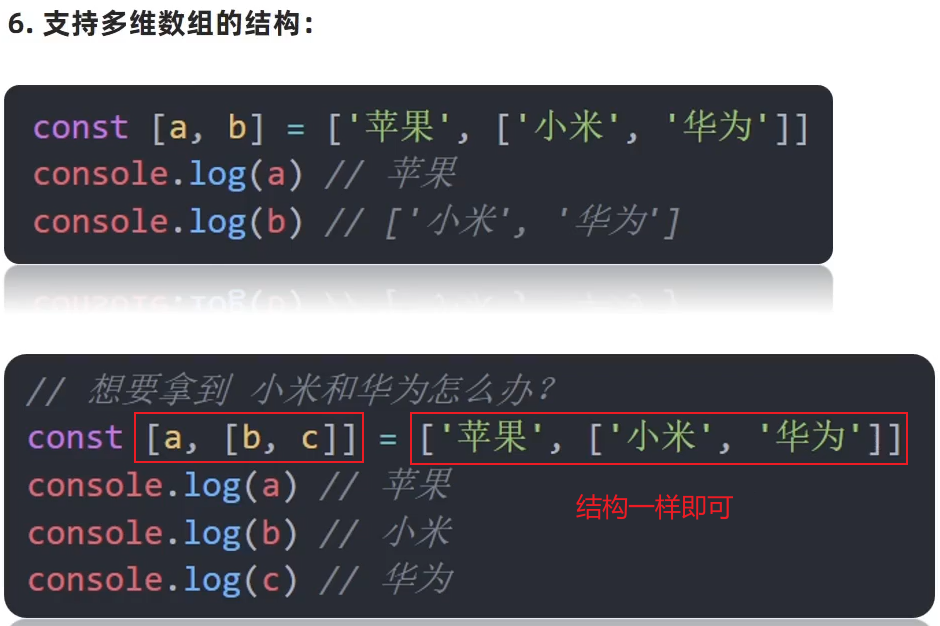 6. 支持多维数组的结构：
const [a, b] = ['苹果', ['小米', '华为']]
console.log(a) // 苹果
console.log(b) // ['小米', '华为']
// 想要拿到 小米和华为怎么办？
const [a, [b, c]] = ['苹果', ['小米', '华为']]
console.log(a) // 苹果
结构一样即可
console.log(b) // 小米
console.log(c) // 华为